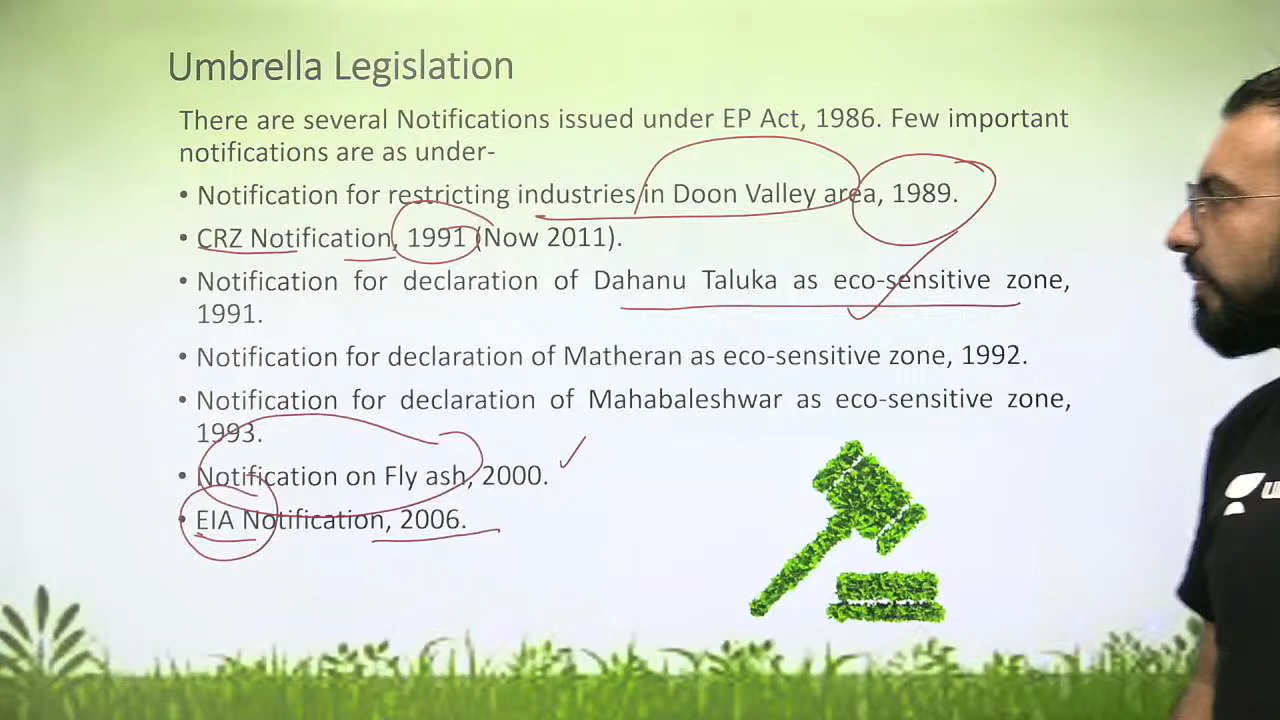 Umbrella Legislation
There are several Notifications issued under EP Act, 1986. Few important
notifications are as under-
• Notification for restricting industries in Doon Valley area, 1989.
• CRZ Notification, 1991 (Now 2011).
• Notification for declaration of Dahanu Taluka as eco-sensitive zone,
1991.
• Notification for declaration of Matheran as eco-sensitive zone, 1992.
• Notification for declaration of Mahabaleshwar as eco-sensitive zone,
1993.
• Notification on Fly ash, 2000.
• EIA Notification, 2006.